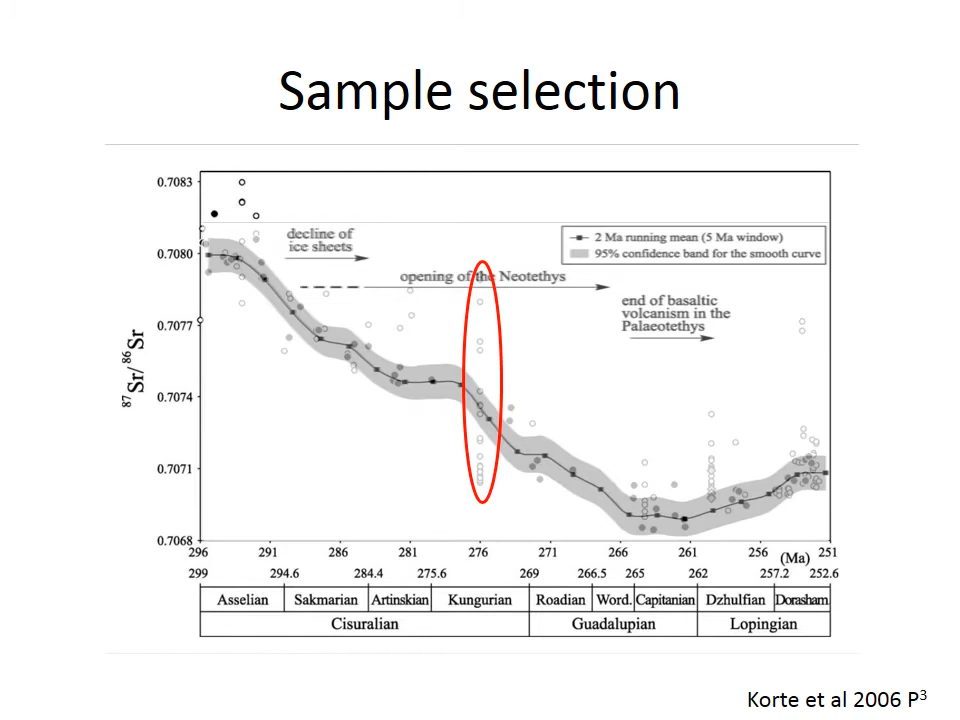 Sample selection
0.7083
0.7080
0.7077
0.7074
0.7071
0.7068
87Sr/86Sr
decline of
ice sheets
opening of the Neotethys
2 Ma running mean (5 Ma window)
95% confidence band for the smooth curve
end of basaltic
volcanism in the
Palaeotethys
296 291 286 281 276 271 266 261 256 251
(Ma)
299 294.6 284.4 275.6 269 266.5 265 262 257.2 252.6
Asselian Sakmarian Artinskian Kungurian Roadian Word. Capitanian Dzhulfian Dorasham.
Cisuralian Guadalupian Lopingian
Korte et al 2006 P3